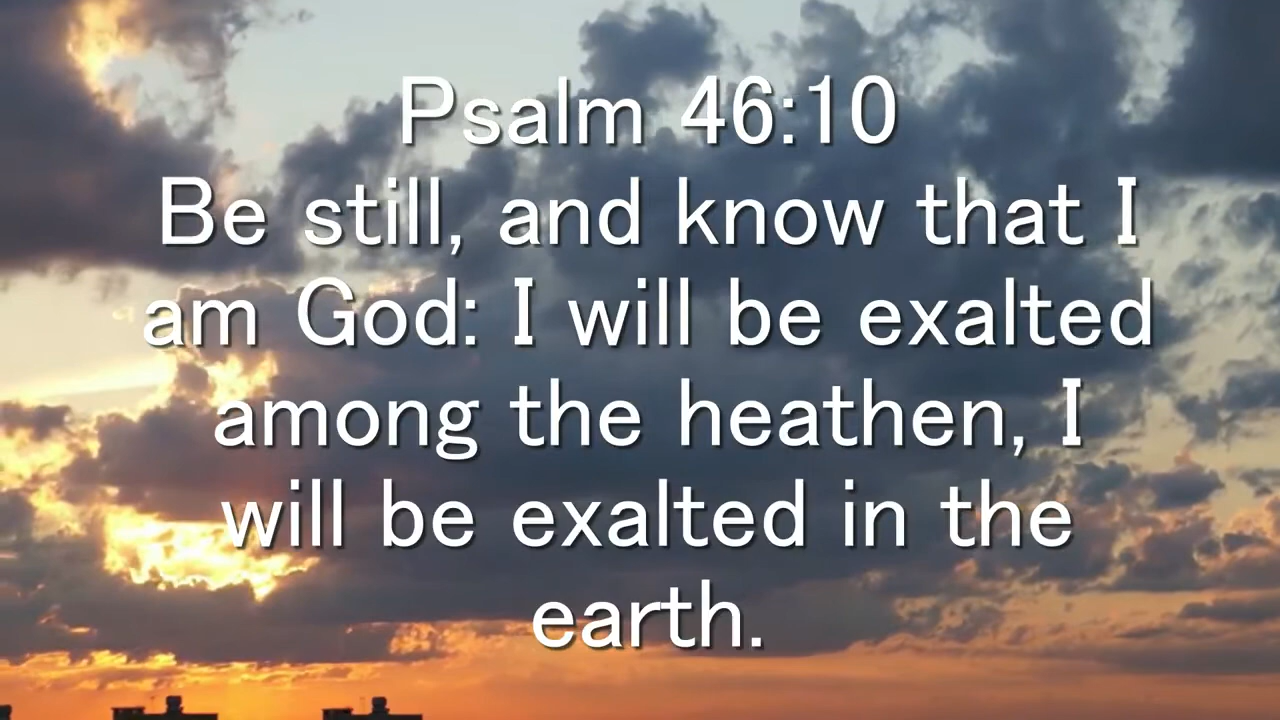 Psalm 46:10
Be still, and know that I
am God: I will be exalted
among the heathen, I
will be exalted in the
earth.